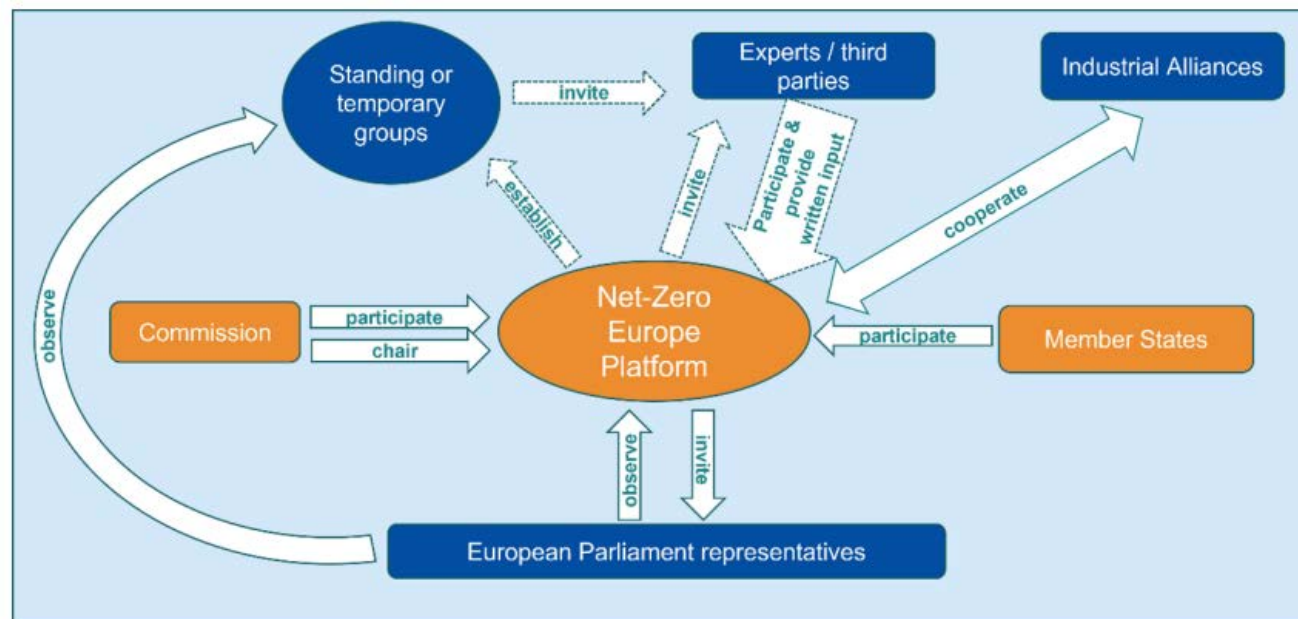 Standing or
temporary
groups
invite
Experts / third
parties
Industrial Alliances
establish
invite
Participate &
provide
written input
cooperate
observe
Commission
participate
chair
Net-Zero
Europe
Platform
participate
Member States
observe
invite
European Parliament representatives